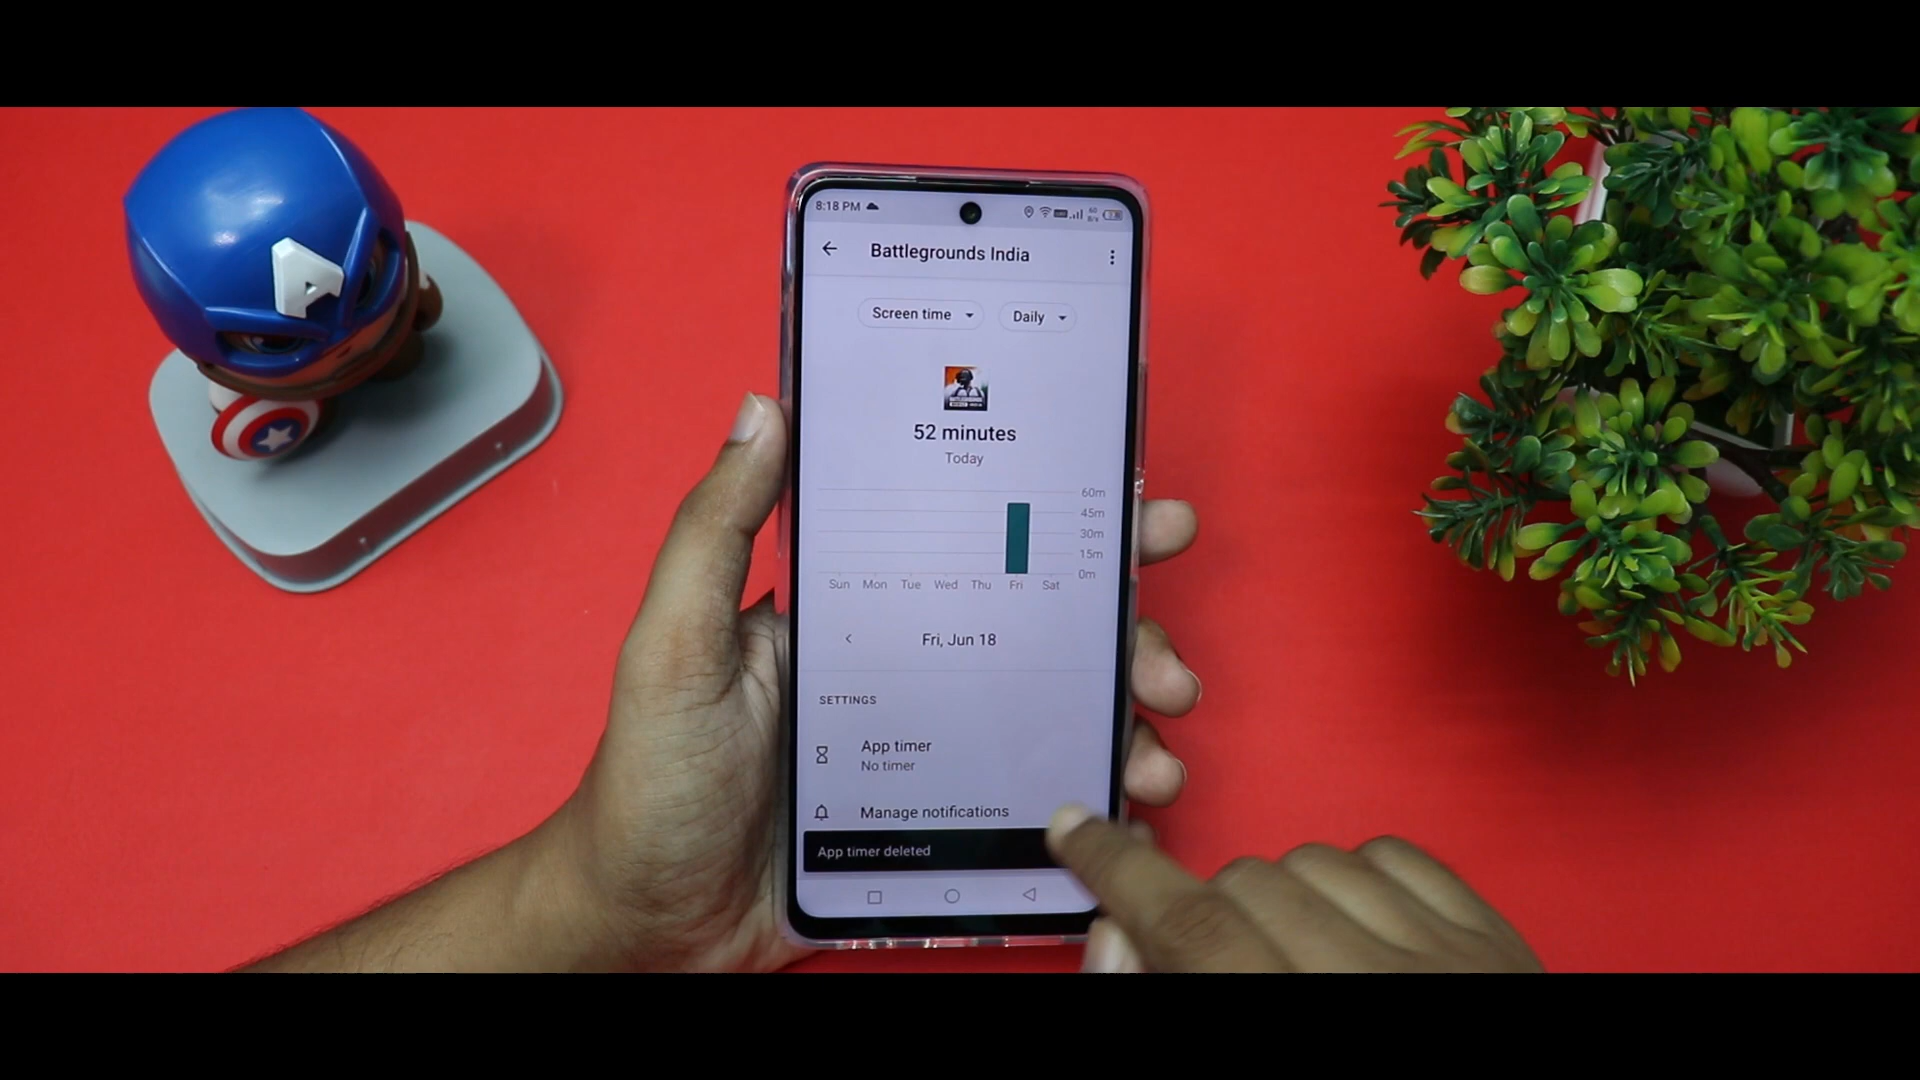 8:18 PM
Battlegrounds India
Screen time
Daily
BATTLEGROUNDS
52 minutes
Today
60m
45m
30m
15m
0m
Sun Mon Tue Wed Thu Fri Sat
Fri, Jun 18
SETTINGS
App timer
No timer
Manage notifications
App timer deleted
A